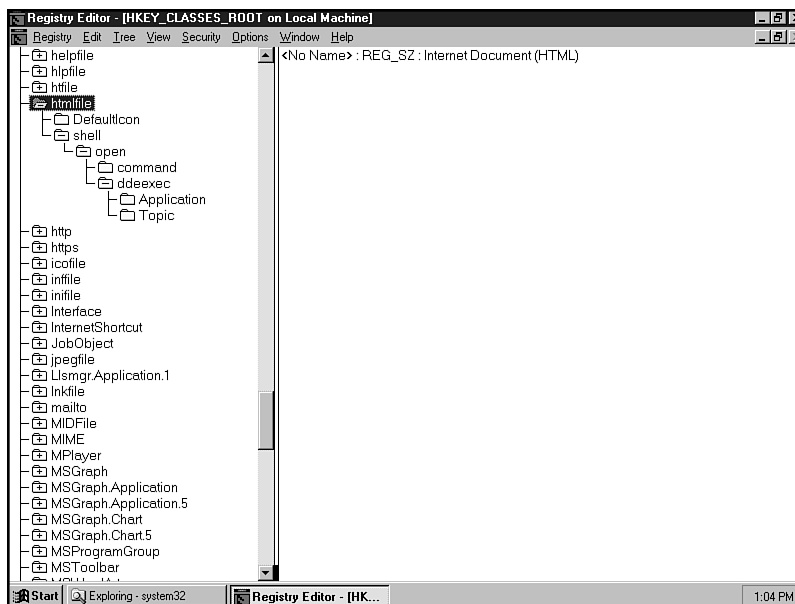 Registry Editor - [HKEY_CLASSES_ROOT on Local Machine]
Registry Edit Tree View Security Options Window Help
helpfile
hlpfile
htfile
htmlfile
DefaultIcon
shell
open
command
ddeexec
Application
Topic
http
https
icofile
inffile
inifile
Interface
InternetShortcut
JobObject
jpegfile
Llsmgr.Application.1
lnkfile
mailto
MIDFile
MIME
MPlayer
MSGraph
MSGraph.Application
MSGraph.Application.5
MSGraph.Chart
MSGraph.Chart.5
MSProgramGroup
MSToolbar
<No Name> : REG_SZ : Internet Document (HTML)
Start Exploring - system32 Registry Editor - [HK... 1:04 PM